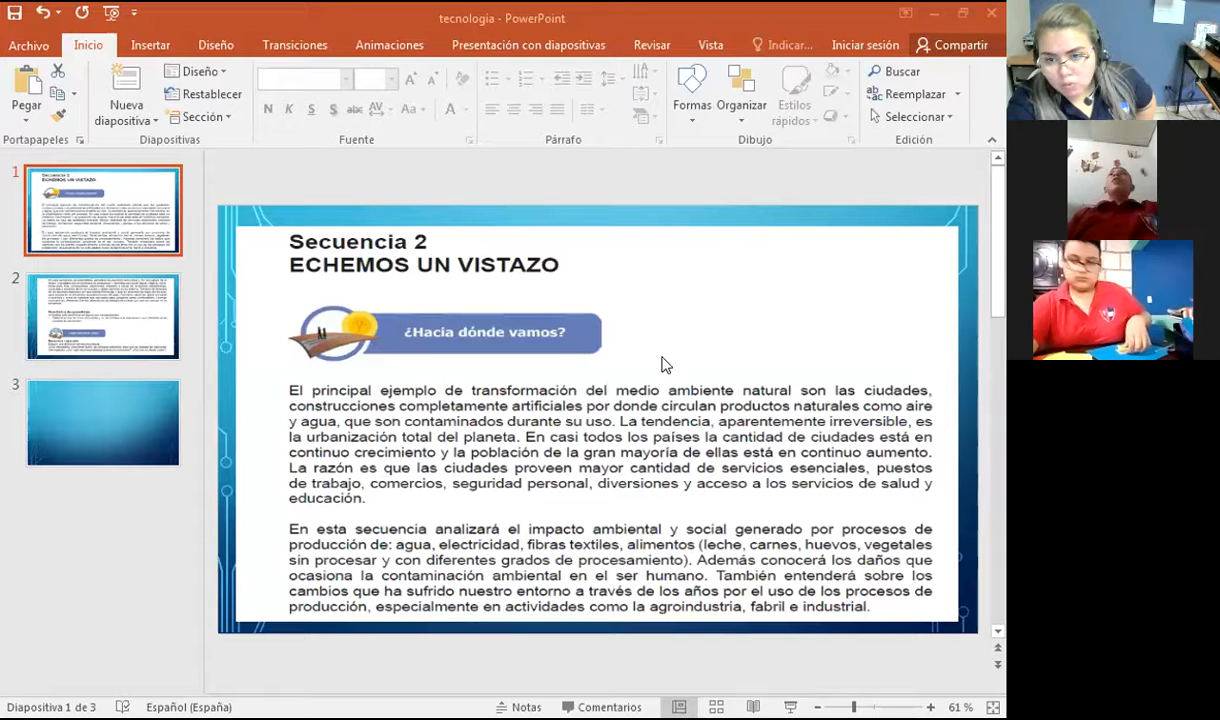 tecnologia - PowerPoint
Archivo Inicio Insertar Diseño Transiciones Animaciones Presentación con diapositivas Revisar Vista Indicar... Iniciar sesión Compartir
Pegar
Nueva diapositiva
Diseño
Restablecer
Sección
N K S S abc AV Aa A
Formas Organizar Estilos rápidos
Buscar
Reemplazar
Seleccionar
Portapapeles Diapositivas Fuente Párrafo Dibujo Edición
1
2
3
Secuencia 2
ECHEMOS UN VISTAZO
¿Hacia dónde vamos?
El principal ejemplo de transformación del medio ambiente natural son las ciudades,
construcciones completamente artificiales por donde circulan productos naturales como aire
y agua, que son contaminados durante su uso. La tendencia, aparentemente irreversible, es
la urbanización total del planeta. En casi todos los países la cantidad de ciudades está en
continuo crecimiento y la población de la gran mayoría de ellas está en continuo aumento.
La razón es que las ciudades proveen mayor cantidad de servicios esenciales, puestos
de trabajo, comercios, seguridad personal, diversiones y acceso a los servicios de salud y
educación.
En esta secuencia analizará el impacto ambiental y social generado por procesos de
producción de: agua, electricidad, fibras textiles, alimentos (leche, carnes, huevos, vegetales
sin procesar y con diferentes grados de procesamiento). Además conocerá los daños que
ocasiona la contaminación ambiental en el ser humano. También entenderá sobre los
cambios que ha sufrido nuestro entorno a través de los años por el uso de los procesos de
producción, especialmente en actividades como la agroindustria, fabril e industrial.
Diapositiva 1 de 3 Español (España) Notas Comentarios 61 %